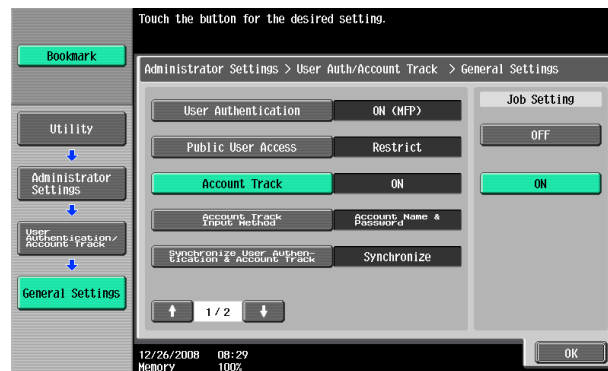 Touch the button for the desired setting.
Bookmark
Administrator Settings > User Auth/Account Track > General Settings
Job Setting
User Authentication
ON (MFP)
OFF
Utility
Public User Access
Restrict
Administrator
Settings
Account Track
ON
ON
User
Authentication/
Account Track
Account Track
Input Method
Account Name &
Password
Synchronize User Authen-
tication & Account Track
Synchronize
General Settings
1/2
12/26/2008 08:29
Memory 100%
OK